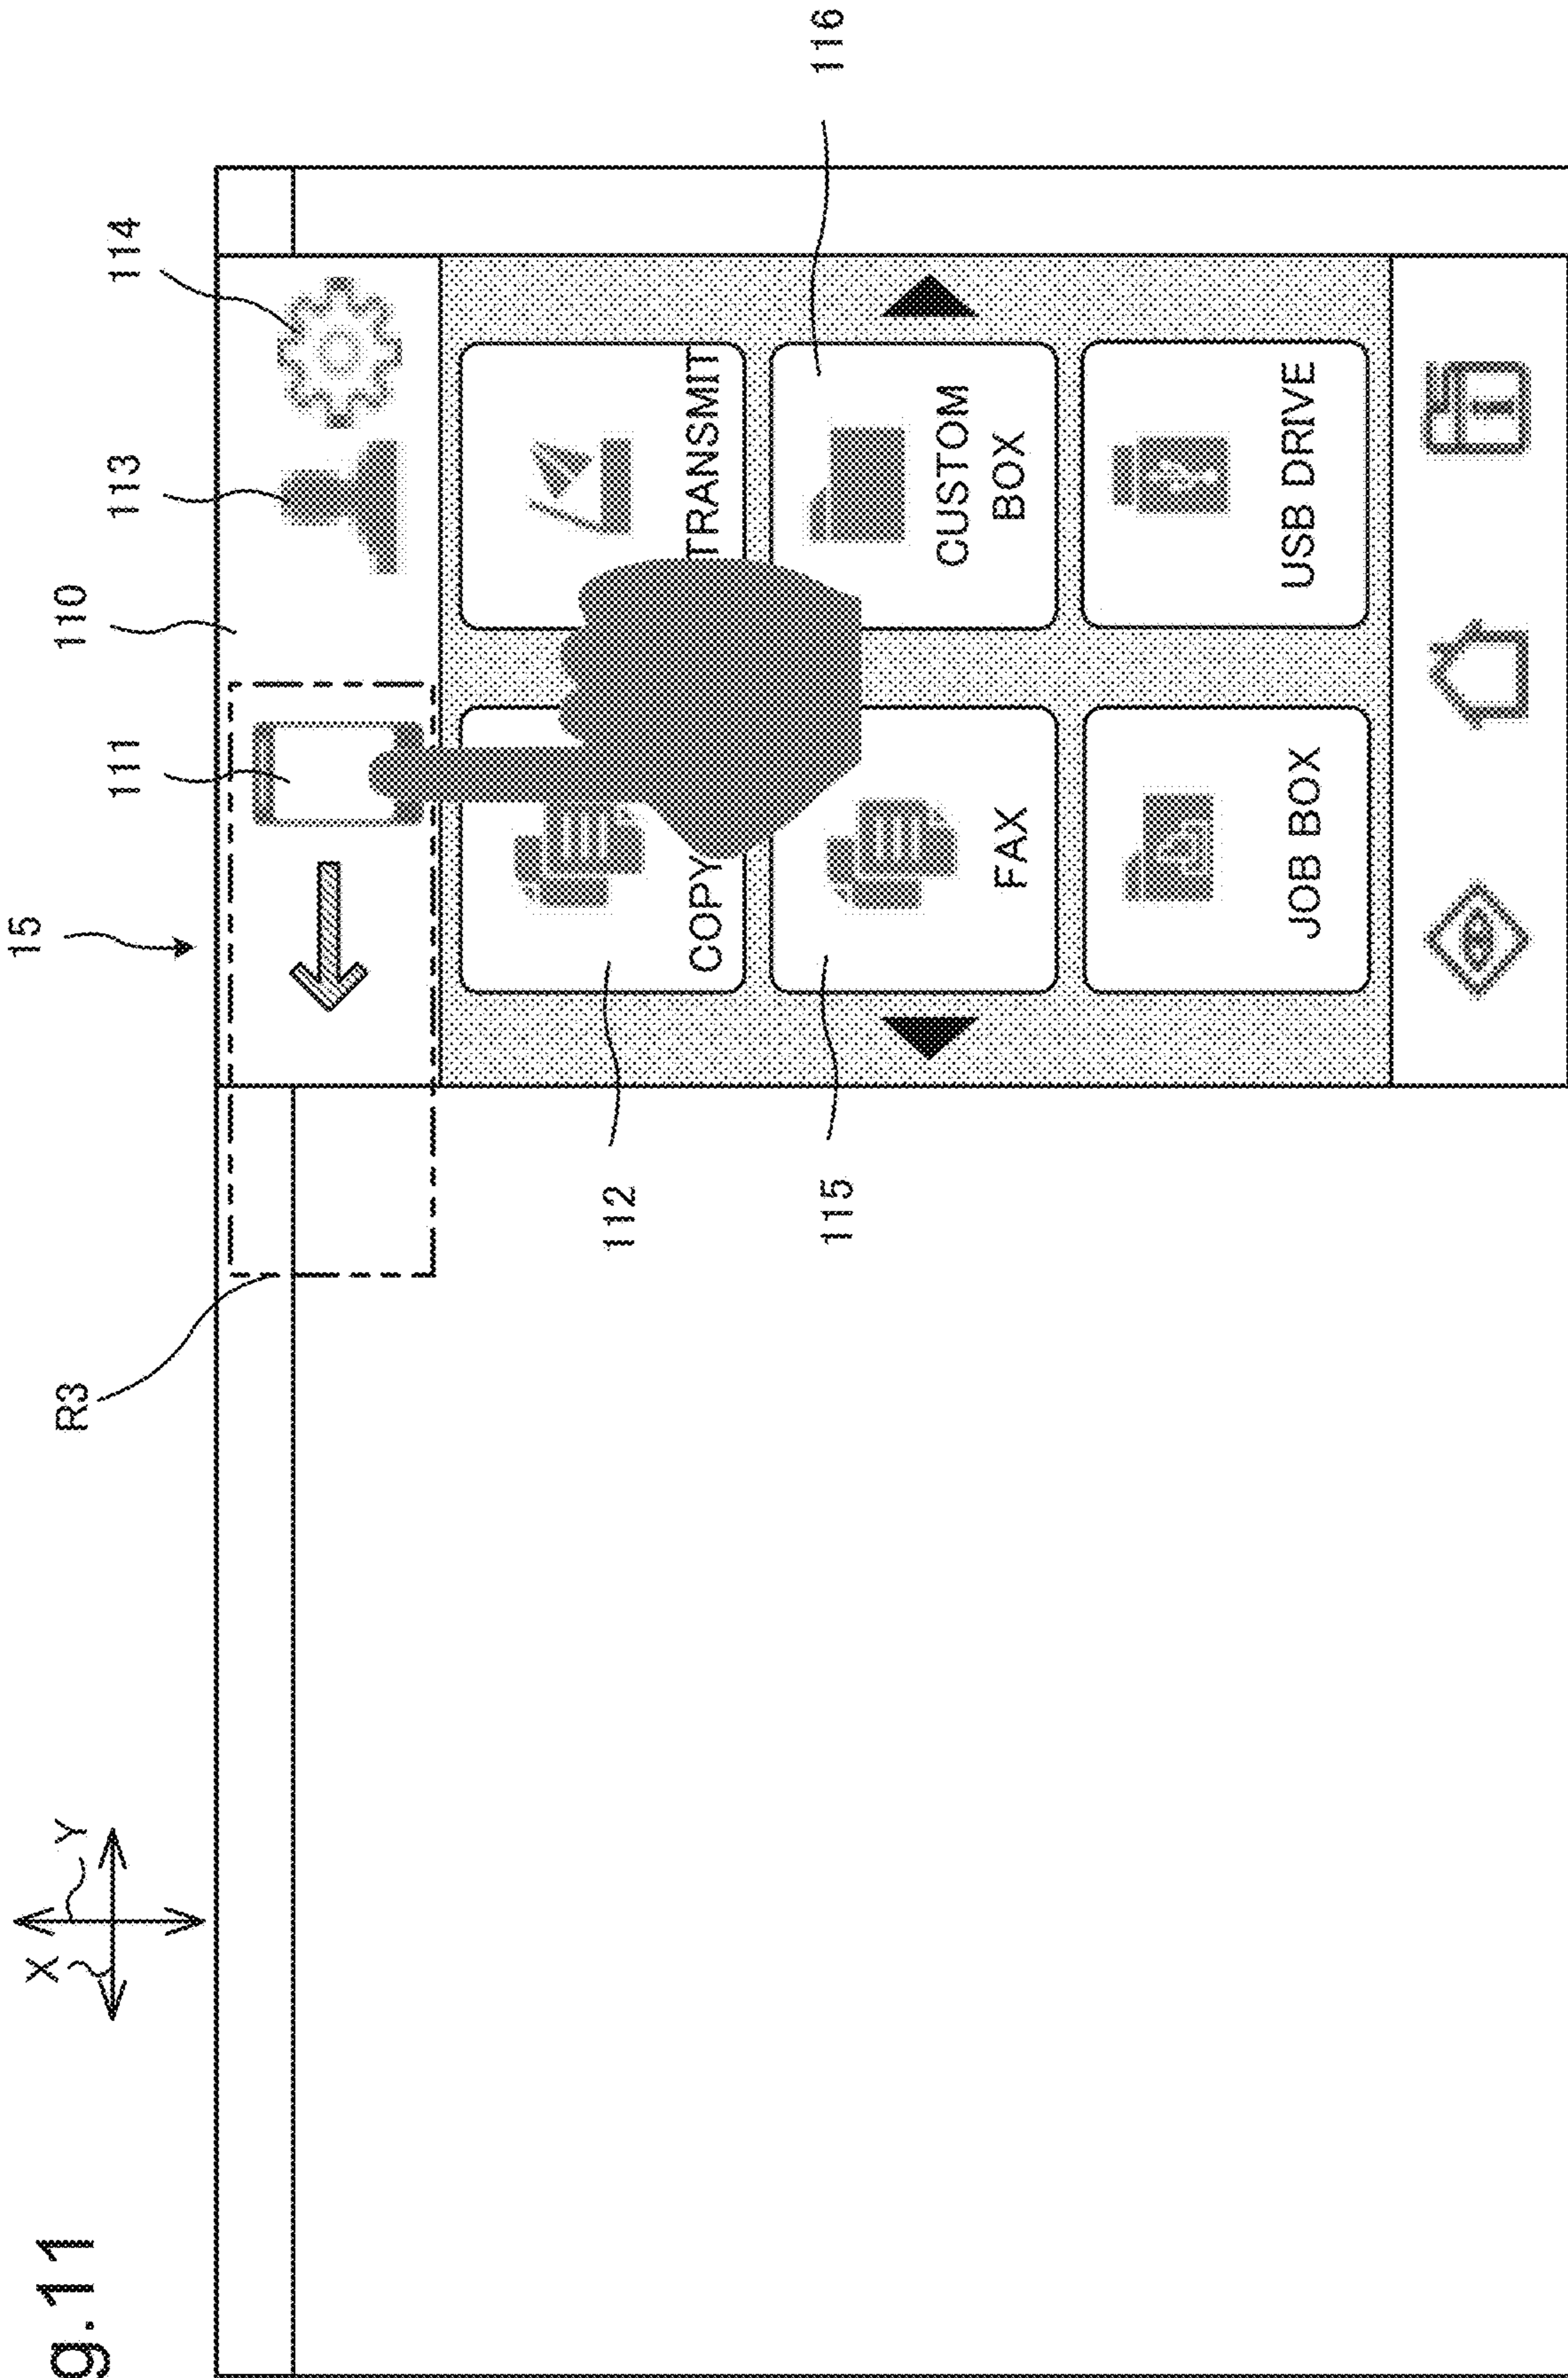 g.11
X
Y
R3
15
111
110
113
114
112
COPY
TRANSMIT
115
116
FAX
CUSTOM
BOX
JOB BOX
USB DRIVE